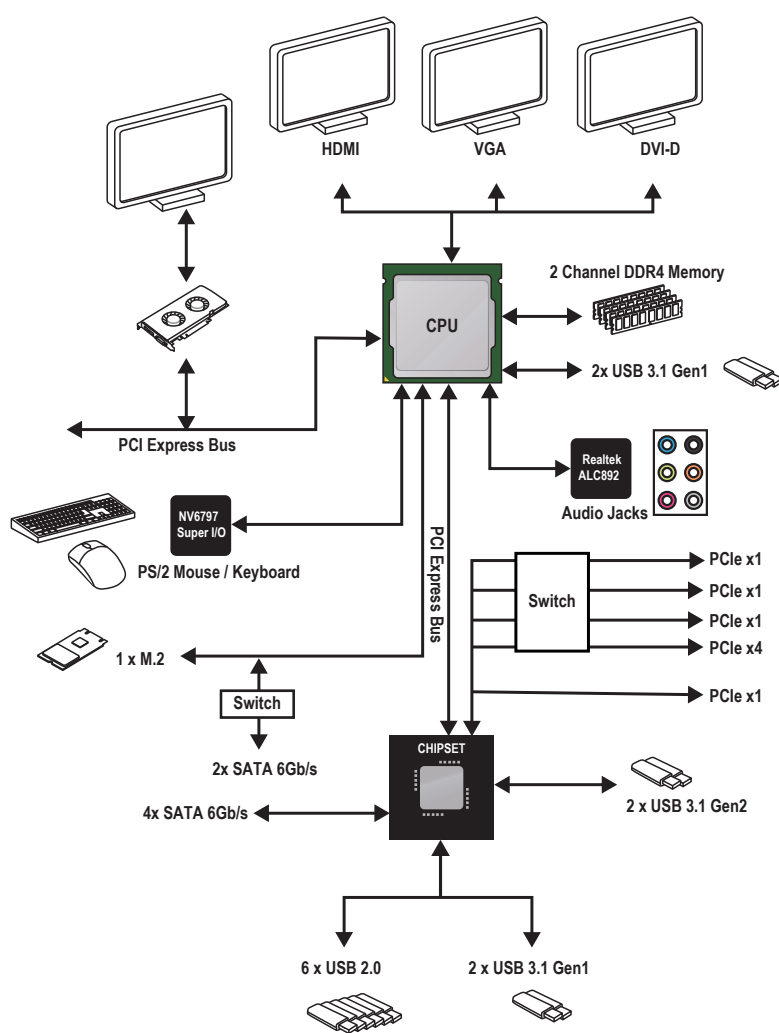 HDMI
VGA
DVI-D
2 Channel DDR4 Memory
CPU
2x USB 3.1 Gen1
PCI Express Bus
Realtek
ALC892
Audio Jacks
NV6797
Super I/O
PS/2 Mouse / Keyboard
PCI Express Bus
Switch
PCIe x1
PCIe x1
PCIe x1
PCIe x4
PCIe x1
1 x M.2
Switch
2x SATA 6Gb/s
CHIPSET
4x SATA 6Gb/s
2 x USB 3.1 Gen2
6 x USB 2.0
2 x USB 3.1 Gen1